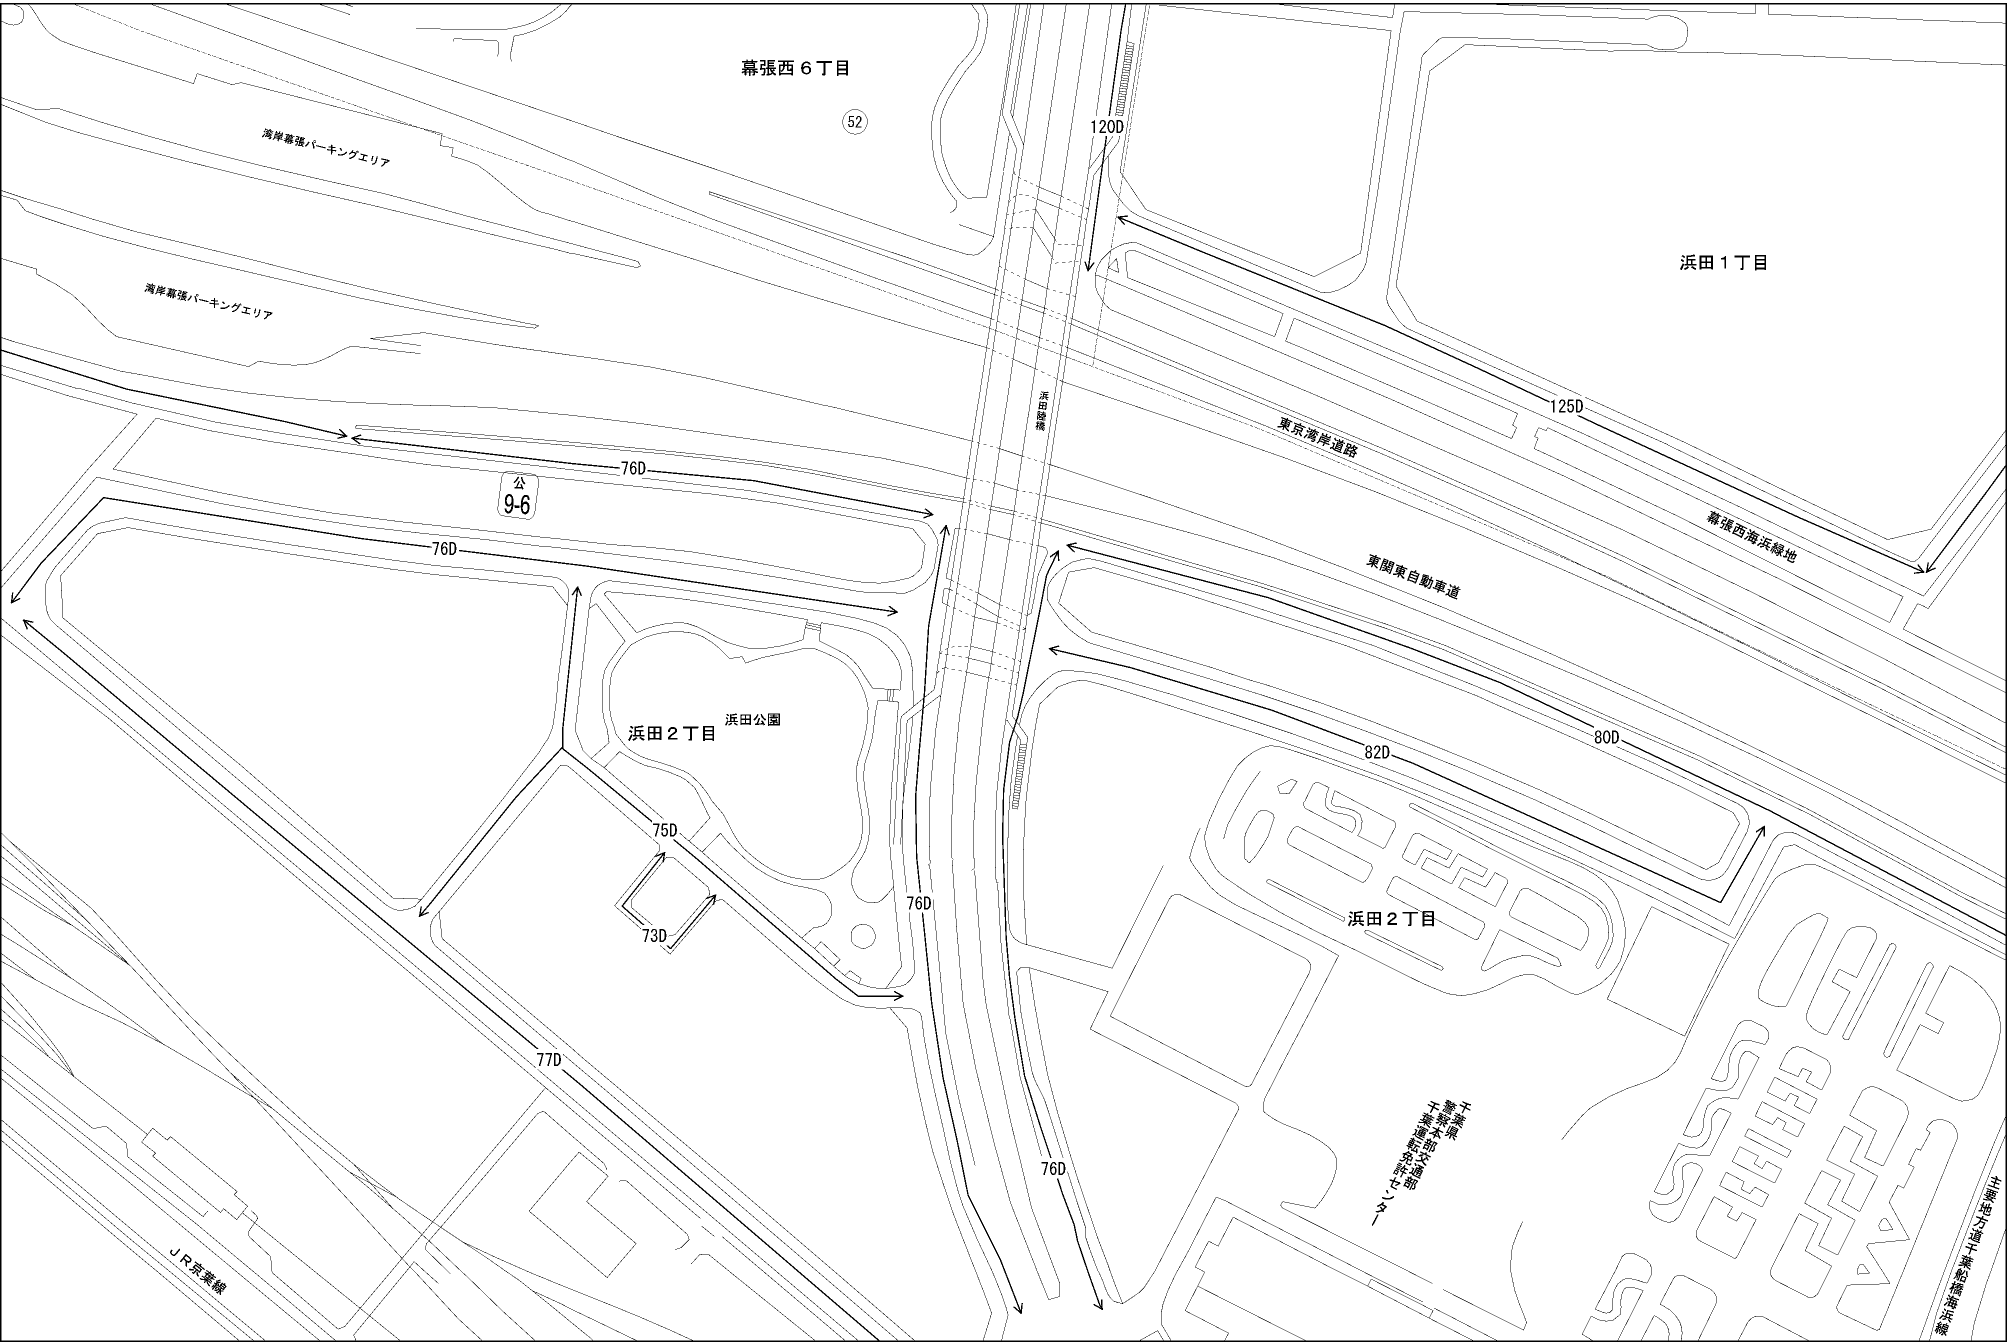 幕張西6丁目
52
120D
湾岸幕張パーキングエリア
浜田1丁目
湾岸幕張パーキングエリア
浜田陸橋
125D
東京湾岸道路
76D
公
9-6
幕張西海浜緑地
76D
東関東自動車道
浜田公園
浜田2丁目
80D
82D
75D
76D
浜田2丁目
73D
77D
千葉県
警察本部交通部
千葉運転免許センター
76D
主要地方道千葉船橋海浜線
JR京葉線